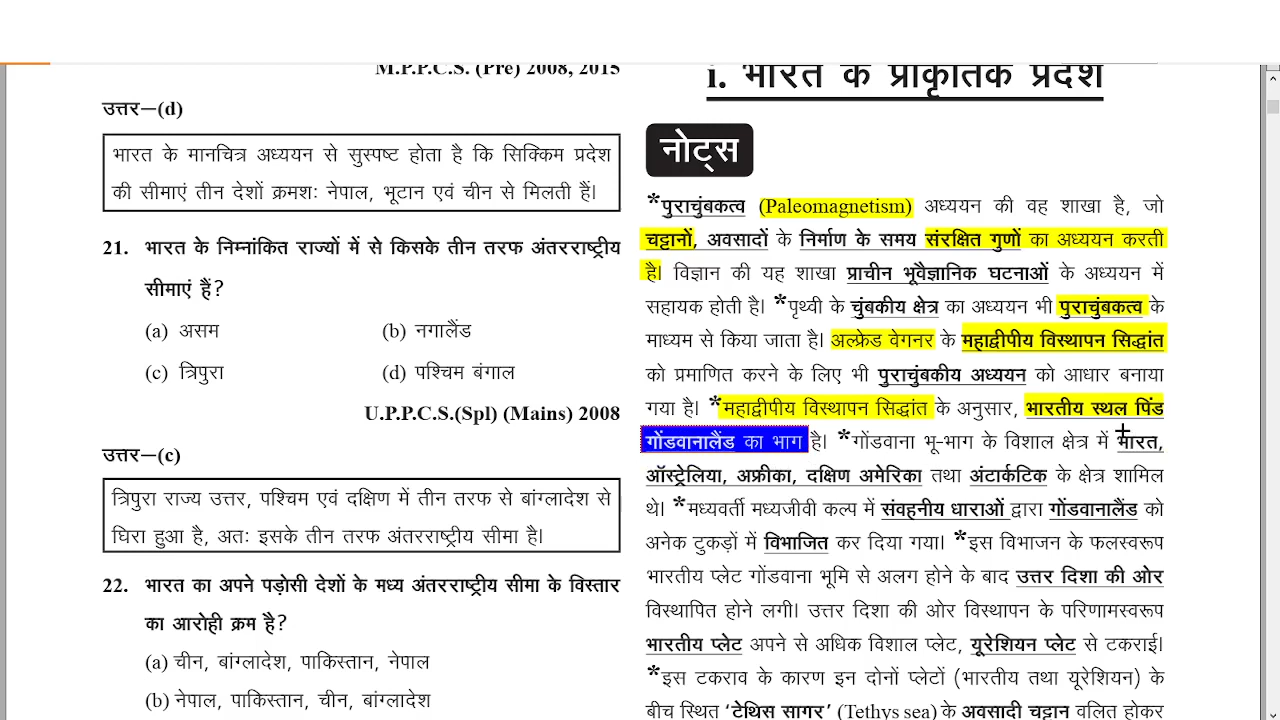 M.P.P.C.S. (Pre) 2008, 2015
उत्तर—(d)
भारत के मानचित्र अध्ययन से सुस्पष्ट होता है कि सिक्किम प्रदेश
की सीमाएं तीन देशों क्रमशः नेपाल, भूटान एवं चीन से मिलती हैं।
21. भारत के निम्नांकित राज्यों में से किसके तीन तरफ अंतरराष्ट्रीय
सीमाएं हैं?
(a) असम (b) नगालैंड
(c) त्रिपुरा (d) पश्चिम बंगाल
U.P.P.C.S.(Spl) (Mains) 2008
उत्तर—(c)
त्रिपुरा राज्य उत्तर, पश्चिम एवं दक्षिण में तीन तरफ से बांग्लादेश से
घिरा हुआ है, अतः इसके तीन तरफ अंतरराष्ट्रीय सीमा है।
22. भारत का अपने पड़ोसी देशों के मध्य अंतरराष्ट्रीय सीमा के विस्तार
का आरोही क्रम है?
(a) चीन, बांग्लादेश, पाकिस्तान, नेपाल
(b) नेपाल, पाकिस्तान, चीन, बांग्लादेश
i. भारत के प्राकृतिक प्रदेश
नोट्स
*पुराचुंबकत्व (Paleomagnetism) अध्ययन की वह शाखा है, जो
चट्टानों, अवसादों के निर्माण के समय संरक्षित गुणों का अध्ययन करती
है। विज्ञान की यह शाखा प्राचीन भूवैज्ञानिक घटनाओं के अध्ययन में
सहायक होती है। *पृथ्वी के चुंबकीय क्षेत्र का अध्ययन भी पुराचुंबकत्व के
माध्यम से किया जाता है। अल्फ्रेड वेगनर के महाद्वीपीय विस्थापन सिद्धांत
को प्रमाणित करने के लिए भी पुराचुंबकीय अध्ययन को आधार बनाया
गया है। *महाद्वीपीय विस्थापन सिद्धांत के अनुसार, भारतीय स्थल पिंड
गोंडवानालैंड का भाग है। *गोंडवाना भू-भाग के विशाल क्षेत्र में भारत,
ऑस्ट्रेलिया, अफ्रीका, दक्षिण अमेरिका तथा अंटार्कटिक के क्षेत्र शामिल
थे। *मध्यवर्ती मध्यजीवी कल्प में संवहनीय धाराओं द्वारा गोंडवानालैंड को
अनेक टुकड़ों में विभाजित कर दिया गया। *इस विभाजन के फलस्वरूप
भारतीय प्लेट गोंडवाना भूमि से अलग होने के बाद उत्तर दिशा की ओर
विस्थापित होने लगी। उत्तर दिशा की ओर विस्थापन के परिणामस्वरूप
भारतीय प्लेट अपने से अधिक विशाल प्लेट, यूरेशियन प्लेट से टकराई।
*इस टकराव के कारण इन दोनों प्लेटों (भारतीय तथा यूरेशियन) के
बीच स्थित ‘टेथिस सागर’ (Tethys sea) के अवसादी चट्टान वलित होकर